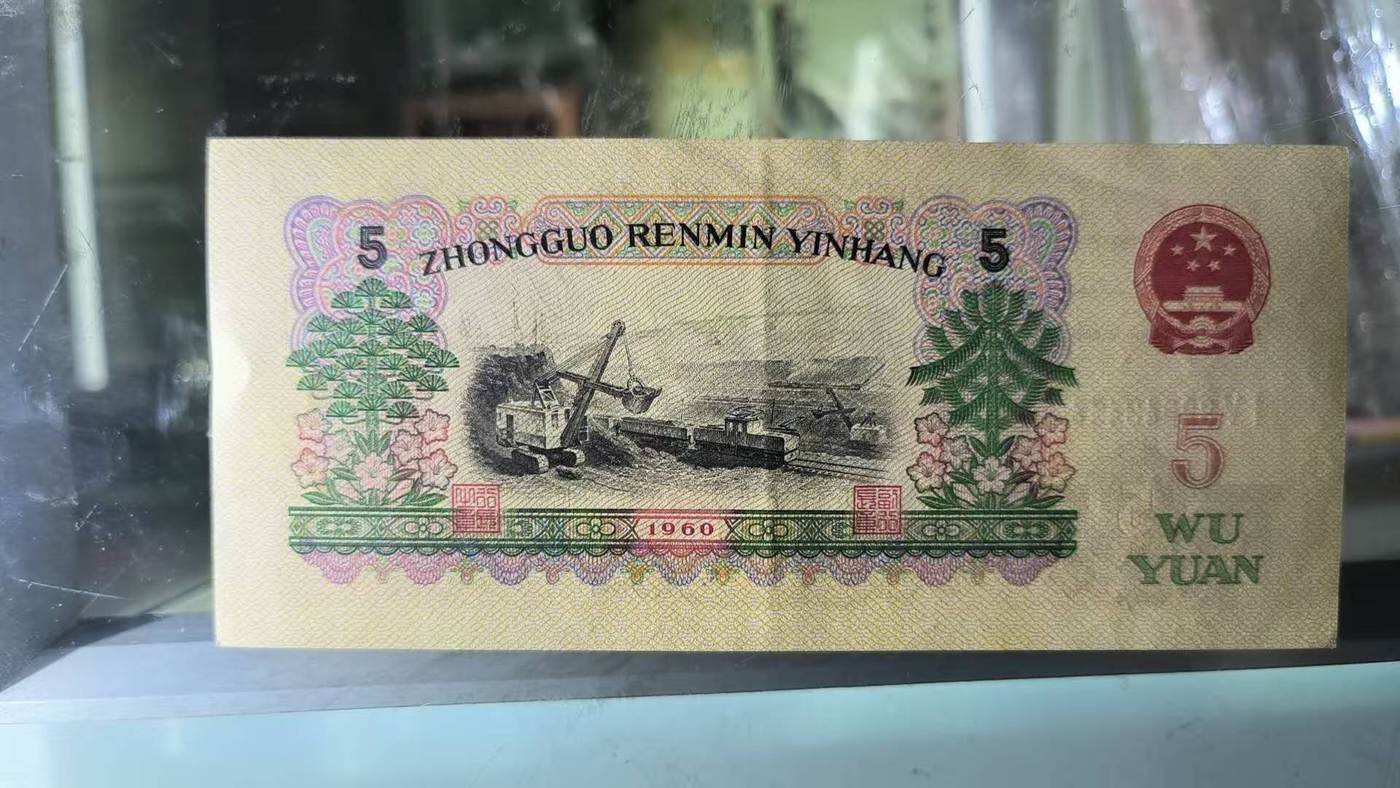 5 ZHONGGUO RENMIN YINHANG 5
5
WU
YUAN
1960